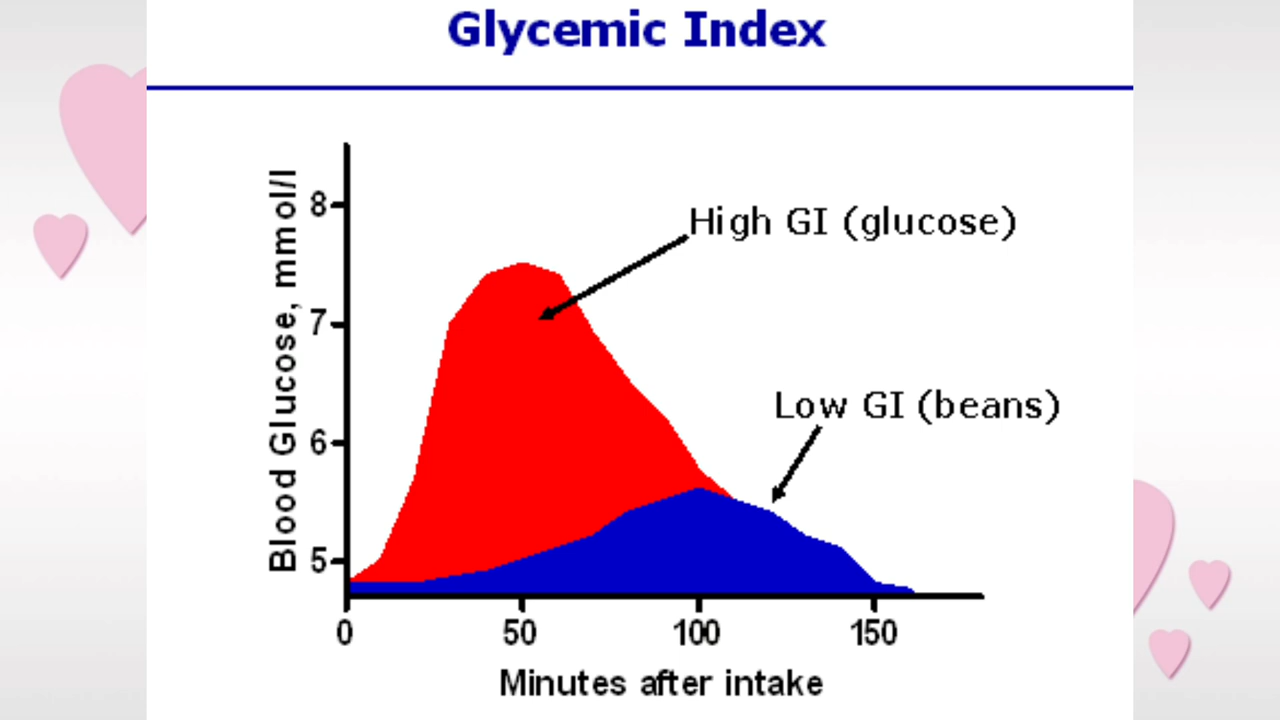 Glycemic Index
Blood Glucose, mmol/l
8
7
6
5
High GI (glucose)
Low GI (beans)
0 50 100 150
Minutes after intake